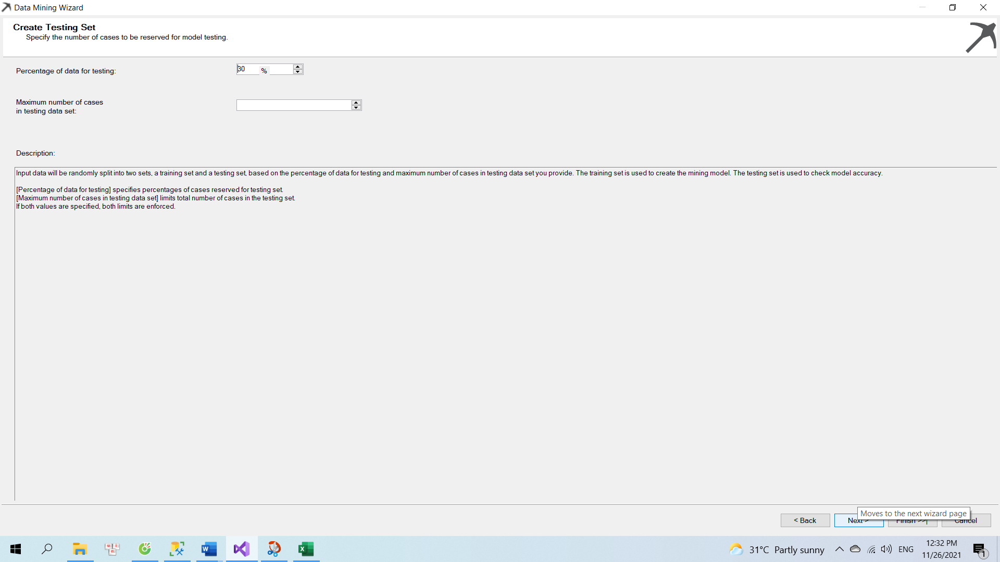 Data Mining Wizard
Create Testing Set
Specify the number of cases to be reserved for model testing.
Percentage of data for testing:
30 %
Maximum number of cases
in testing data set:
Description:
Input data will be randomly split into two sets, a training set and a testing set, based on the percentage of data for testing and maximum number of cases in testing data set you provide. The training set is used to create the mining model. The testing set is used to check model accuracy.
[Percentage of data for testing] specifies percentages of cases reserved for testing set.
[Maximum number of cases in testing data set] limits total number of cases in the testing set.
If both values are specified, both limits are enforced.
Moves to the next wizard page
< Back
Next >
Finish >>|
Cancel
31°C Partly sunny
ENG
12:32 PM
11/26/2021
1